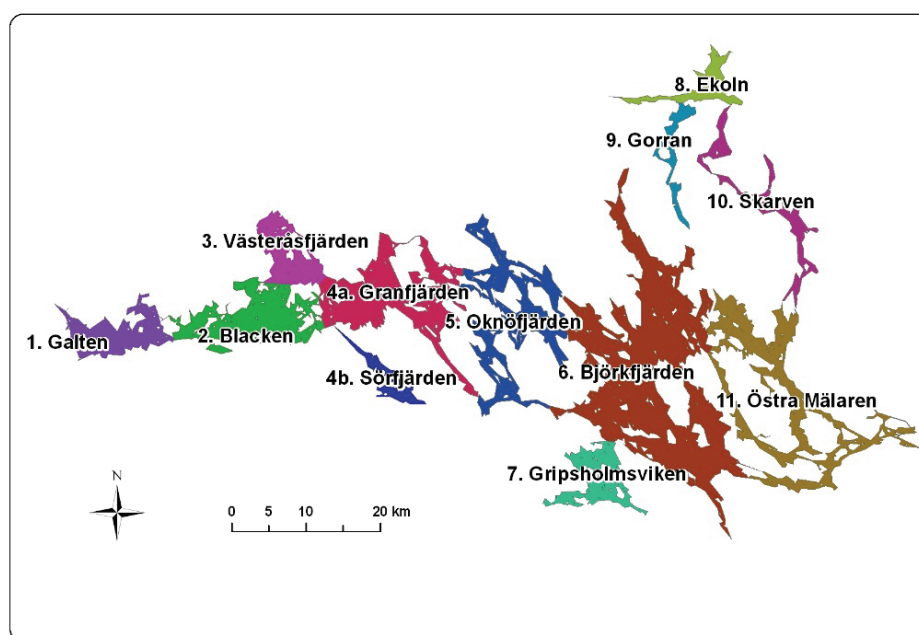 8. Ekoln
9. Gorran
10. Skarven
3. Västeråsfjärden
4a. Granfjärden
5. Oknöfjärden
2. Blacken
1. Galten
4b. Sörfjärden
6. Björkfjärden
11. Östra Mälaren
7. Gripsholmsviken
N
0 5 10 20 km